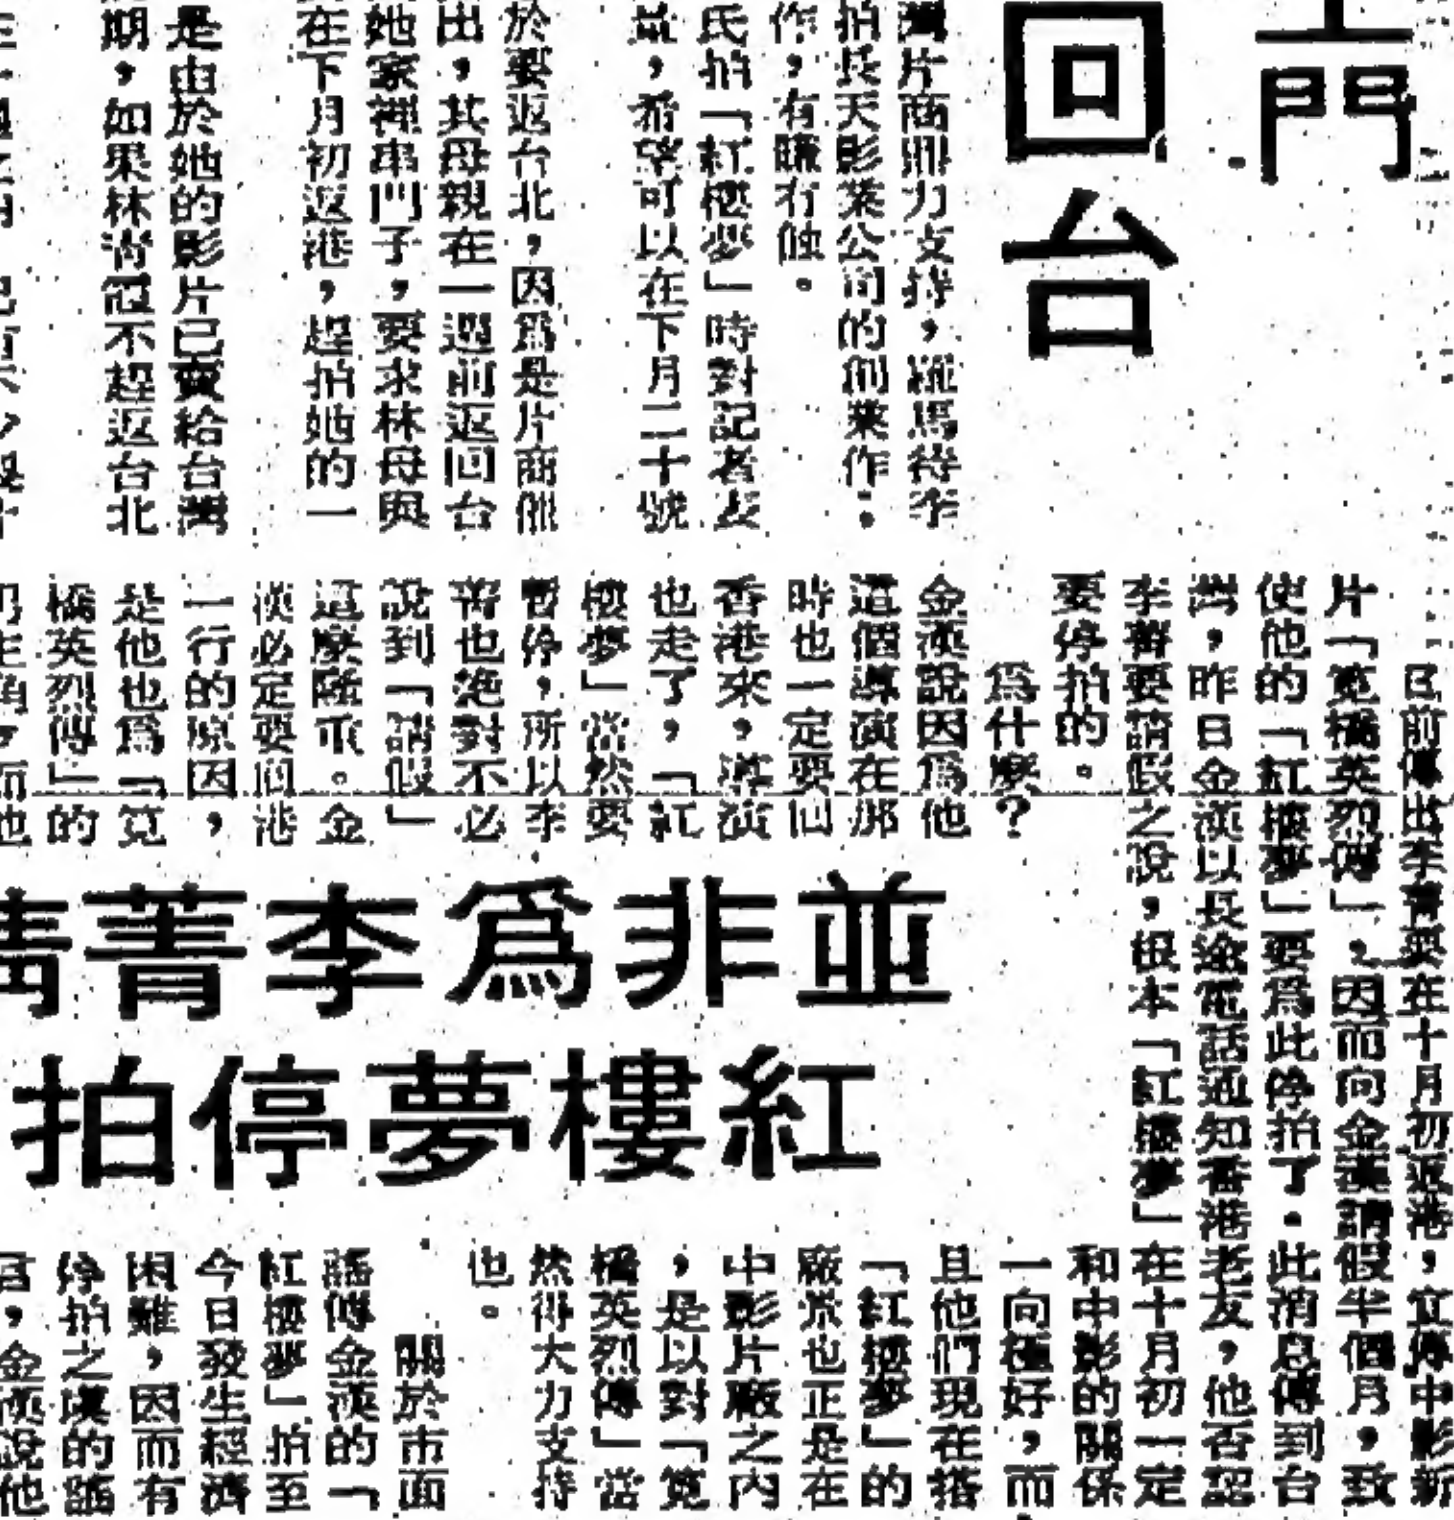 門
回台
灣片商鼎力支持，羅馬待李
拍長天影業公司的創業作；
作，有賺冇蝕。
氏拍「紅樓夢」時對記者表
，希望可以在下月二十號
於要返台北，因爲是片商催
出，其母親在一週前返回台
她家裡串門子，要求林母與
在下月初返港，趕拍她的一
是由於她的影片已賣給台灣
期，如果林青霞不趕返台北
並非爲李菁
紅樓夢停拍
日前傳出李菁要在十月初返港，宣傳中影新
片「筧橋英烈傳」，因而向金漢請假半個月，致
使他的「紅樓夢」要爲此停拍了。此消息傳到台
灣，昨日金漢以長途電話通知香港老友，他否認
李菁要請假之說，根本「紅樓夢」在十月初一定
要停拍的。
爲什麼？
金漢說因爲他
這個導演在那
時也一定要回
香港來，導演
也走了，「紅
樓夢」當然要
暫停，所以李
菁也絶對不必
說到「請假」
這麼隆重。金
漢必定要回港
一行的原因，
是他也爲「筧
橋英烈傳」的
和中影的關係
一向極好，而
且他們現在搭
「紅樓夢」的
廠景也正是在
中影片廠之內
，是以對「筧
橋英烈傳」當
然得大力支持
也。
關於市面
謠傳金漢的「
紅樓夢」拍至
今日發生經濟
困難，因而有
停拍之嘆的謠
言，金漢說他